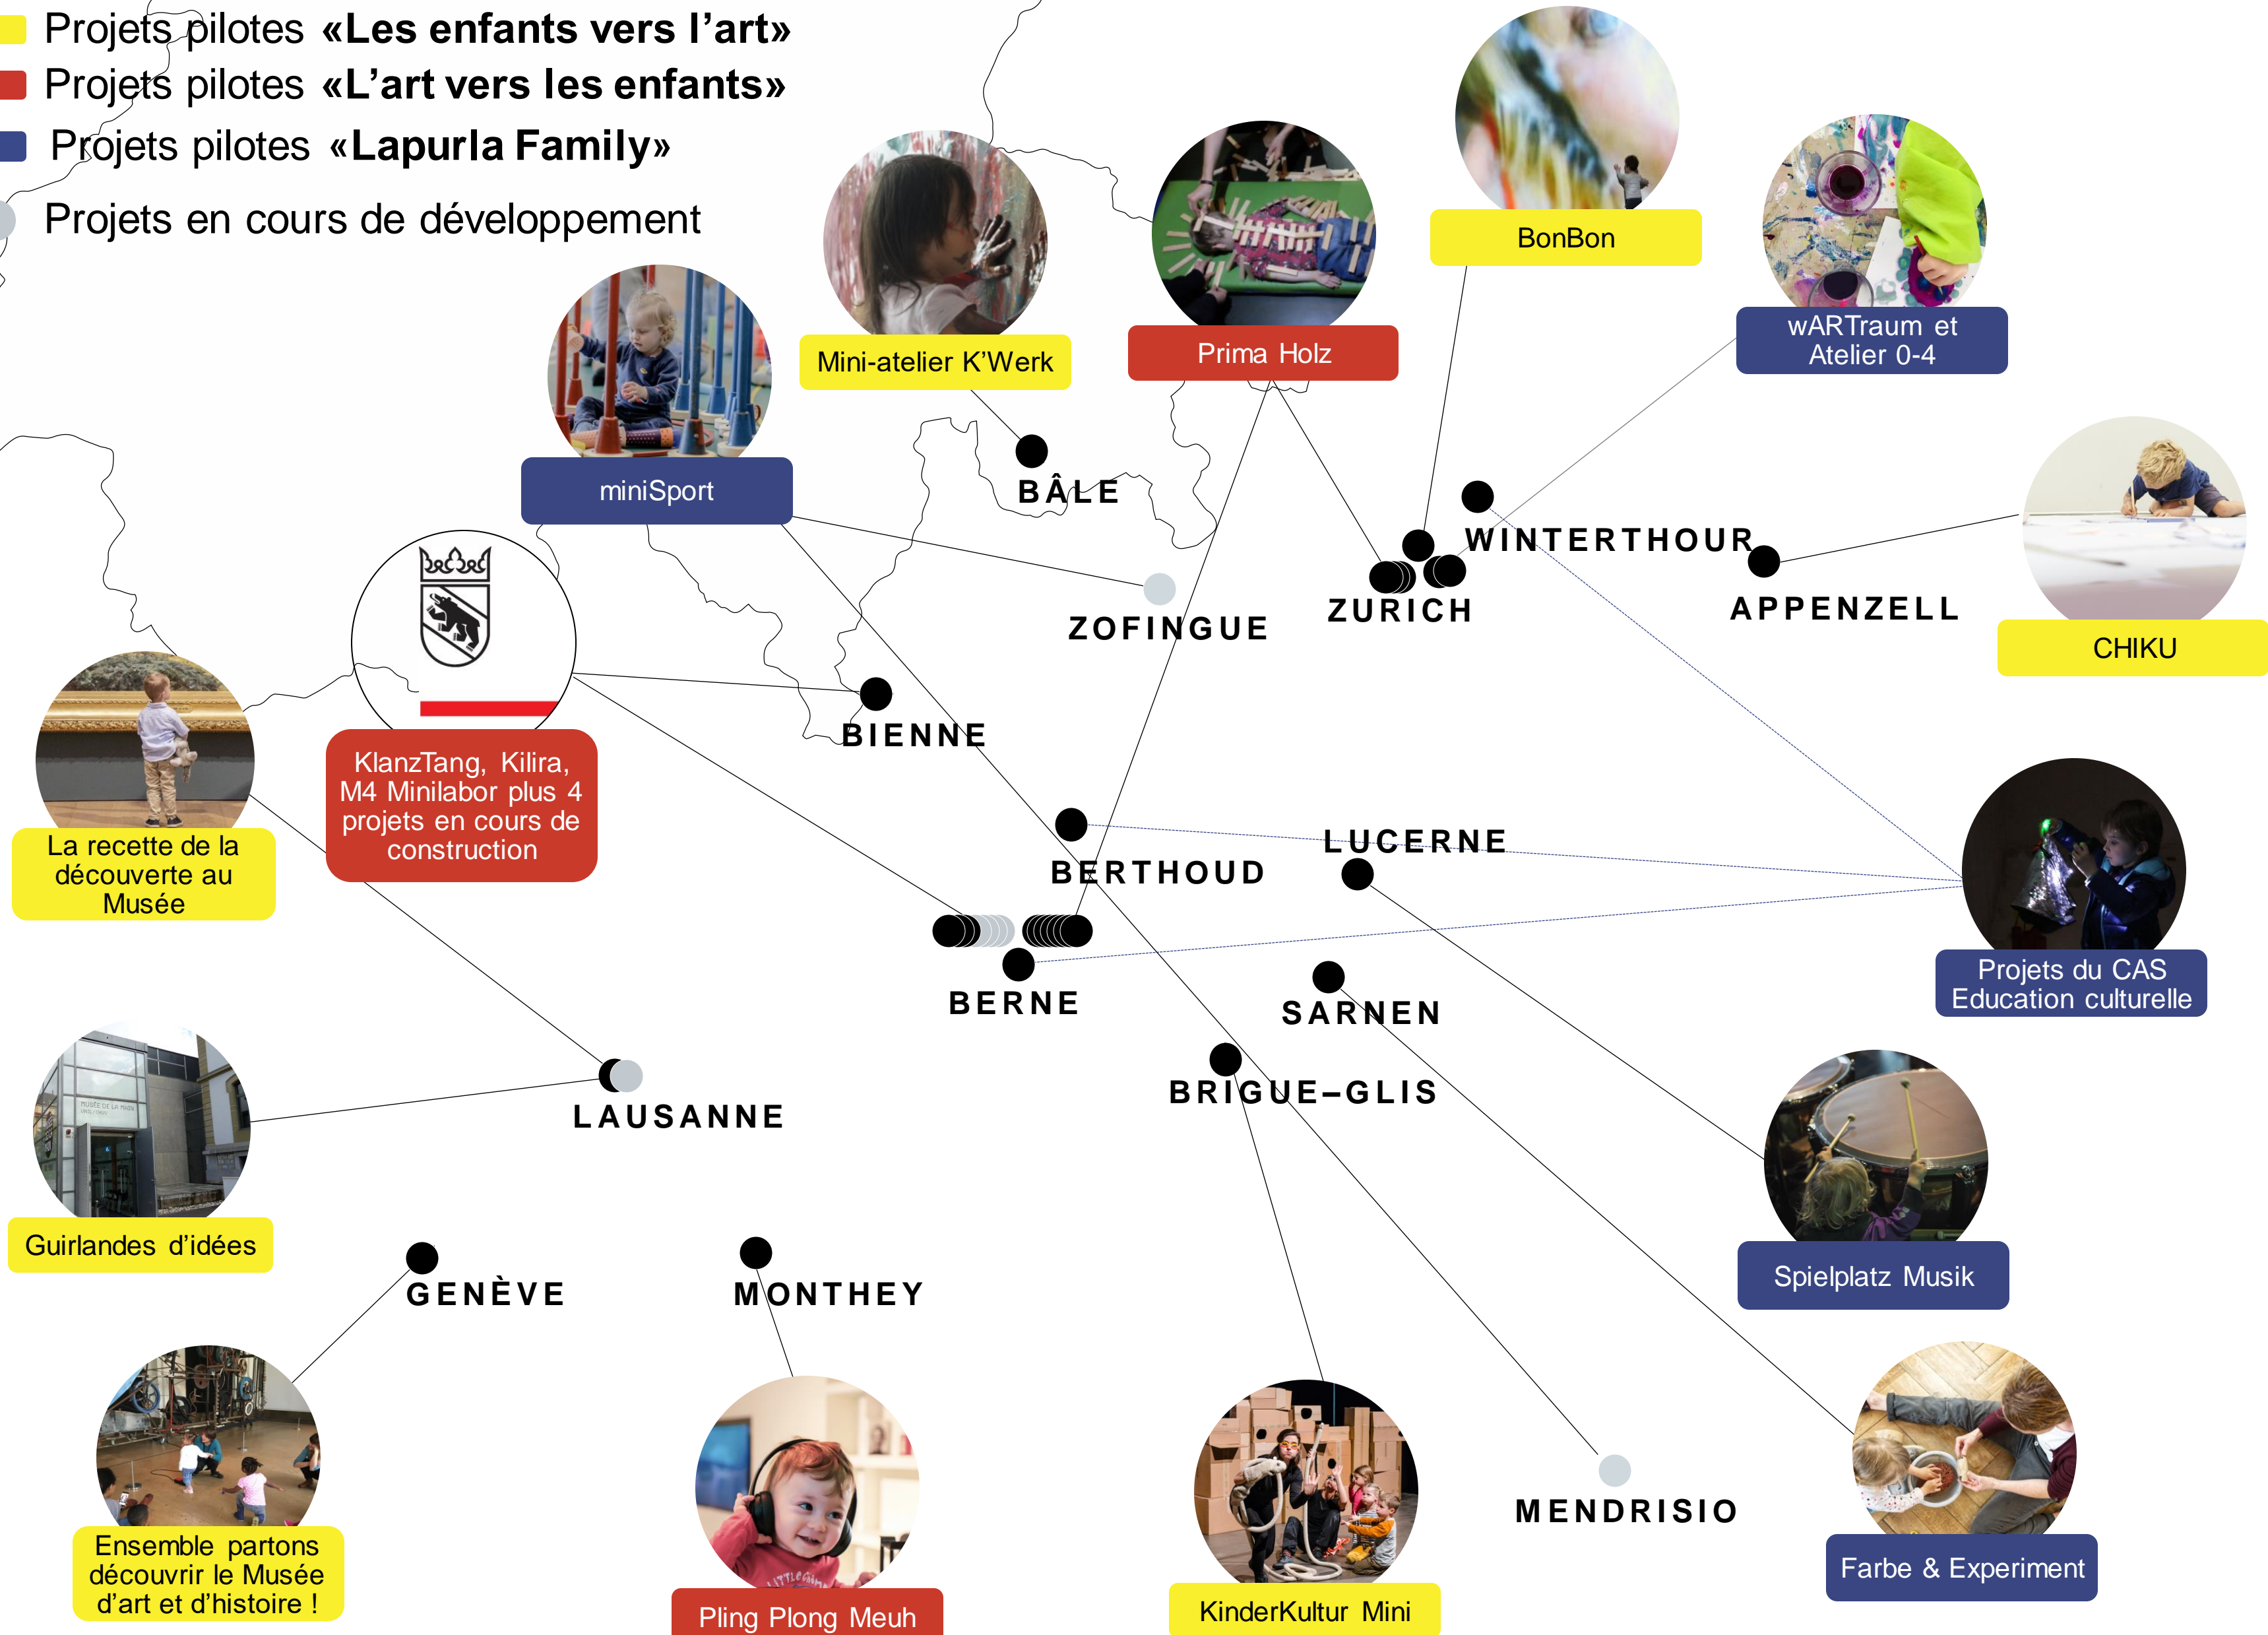 Projets pilotes «Les enfants vers l’art»
Projets pilotes «L’art vers les enfants»
Projets pilotes «Lapurla Family»
Projets en cours de développement
BonBon
wARTraum et
Atelier 0-4
Mini-atelier K’Werk
Prima Holz
miniSport
BÂLE
WINTERTHOUR
ZURICH
APPENZELL
ZOFINGUE
CHIKU
BIENNE
KlanzTang, Kilira,
M4 Minilabor plus 4
projets en cours de
construction
La recette de la
découverte au
Musée
LUCERNE
BERTHOUD
BERNE
SARNEN
Projets du CAS
Education culturelle
BRIGUE–GLIS
LAUSANNE
MUSÉE DE LA MAIN
Guirlandes d’idées
GENÈVE
MONTHEY
Spielplatz Musik
MENDRISIO
Ensemble partons
découvrir le Musée
d’art et d’histoire !
Pling Plong Meuh
KinderKultur Mini
Farbe & Experiment